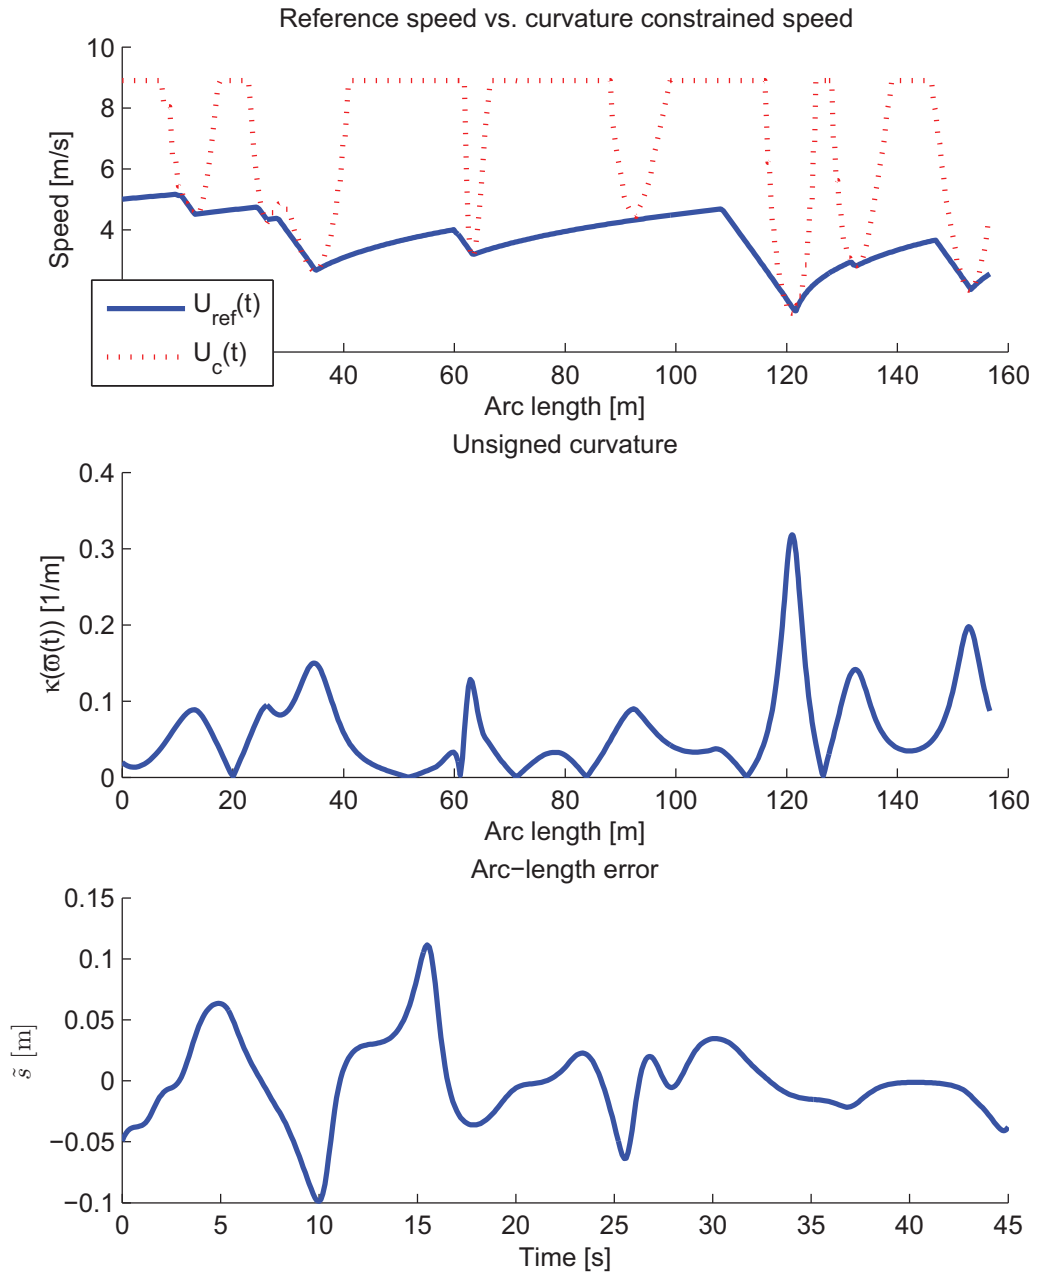 Reference speed vs. curvature constrained speed
10
8
6
4
Speed [m/s]
U_ref(t)
U_c(t)
40 60 80 100 120 140 160
Arc length [m]
Unsigned curvature
0.4
0.3
0.2
0.1
0
κ(ϖ(t)) [1/m]
0 20 40 60 80 100 120 140 160
Arc length [m]
Arc−length error
0.15
0.1
0.05
0
−0.05
−0.1
s̃ [m]
0 5 10 15 20 25 30 35 40 45
Time [s]